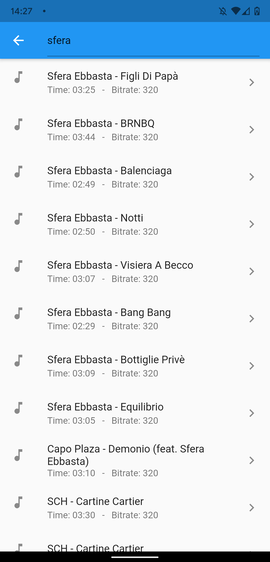 14:27
sfera
Sfera Ebbasta - Figli Di Papà
Time: 03:25 - Bitrate: 320
Sfera Ebbasta - BRNBQ
Time: 03:44 - Bitrate: 320
Sfera Ebbasta - Balenciaga
Time: 02:49 - Bitrate: 320
Sfera Ebbasta - Notti
Time: 02:50 - Bitrate: 320
Sfera Ebbasta - Visiera A Becco
Time: 03:07 - Bitrate: 320
Sfera Ebbasta - Bang Bang
Time: 02:29 - Bitrate: 320
Sfera Ebbasta - Bottiglie Privè
Time: 03:09 - Bitrate: 320
Sfera Ebbasta - Equilibrio
Time: 03:05 - Bitrate: 320
Capo Plaza - Demonio (feat. Sfera
Ebbasta)
Time: 03:10 - Bitrate: 320
SCH - Cartine Cartier
Time: 03:30 - Bitrate: 320
SCH - Cartine Cartier